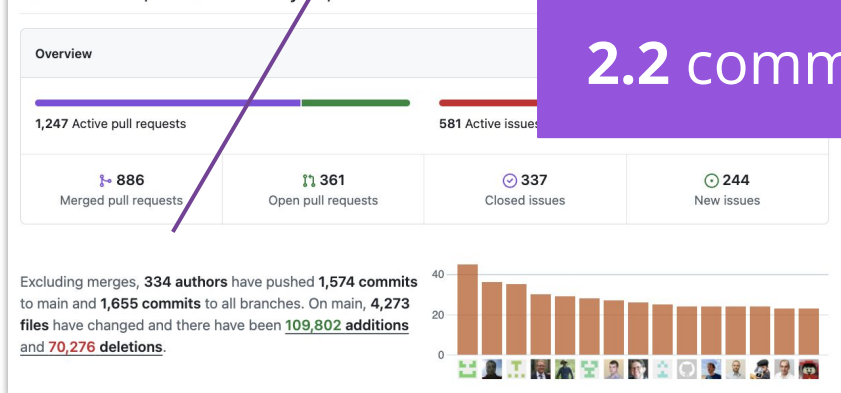 2.2 comm
Overview
1,247 Active pull requests
581 Active issues
886
Merged pull requests
361
Open pull requests
337
Closed issues
244
New issues
Excluding merges, 334 authors have pushed 1,574 commits
to main and 1,655 commits to all branches. On main, 4,273
files have changed and there have been 109,802 additions
and 70,276 deletions.
40
20
0